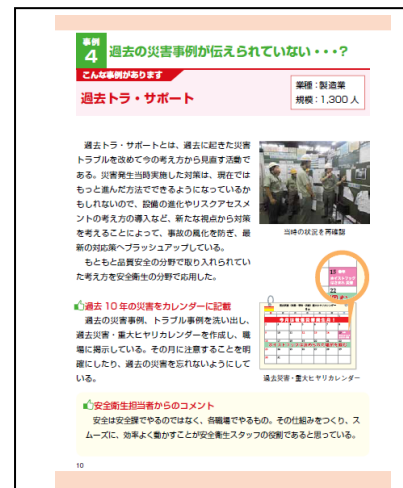 事例
4
過去の災害事例が伝えられていない・・・？
こんな事例があります
過去トラ・サポート
業種：製造業
規模：1,300 人
過去トラ・サポートとは、過去に起きた災害
トラブルを改めて今の考え方から見直す活動で
ある。災害発生当時実施した対策は、現在では
もっと進んだ方法でできるようになっているか
もしれないので、設備の進化やリスクアセスメ
ントの考え方の導入など、新たな視点から対策
を考えることによって、事故の風化を防ぎ、最
新の対応策へブラッシュアップしている。
もともと品質安全の分野で取り入れられてい
た考え方を安全衛生の分野で応用した。
当時の状況を再確認
過去 10 年の災害をカレンダーに記載
過去の災害事例、トラブル事例を洗い出し、
過去災害・重大ヒヤリカレンダーを作成し、職
場に掲示している。その月に注意することを明
確にしたり、過去の災害を忘れないようにして
いる。
15
22
過去災害・重大ヒヤリカレンダー
安全衛生担当者からのコメント
安全は安全課でやるのではなく、各職場でやるもの。その仕組みをつくり、ス
ムーズに、効率よく動かすことが安全衛生スタッフの役割であると思っている。
10